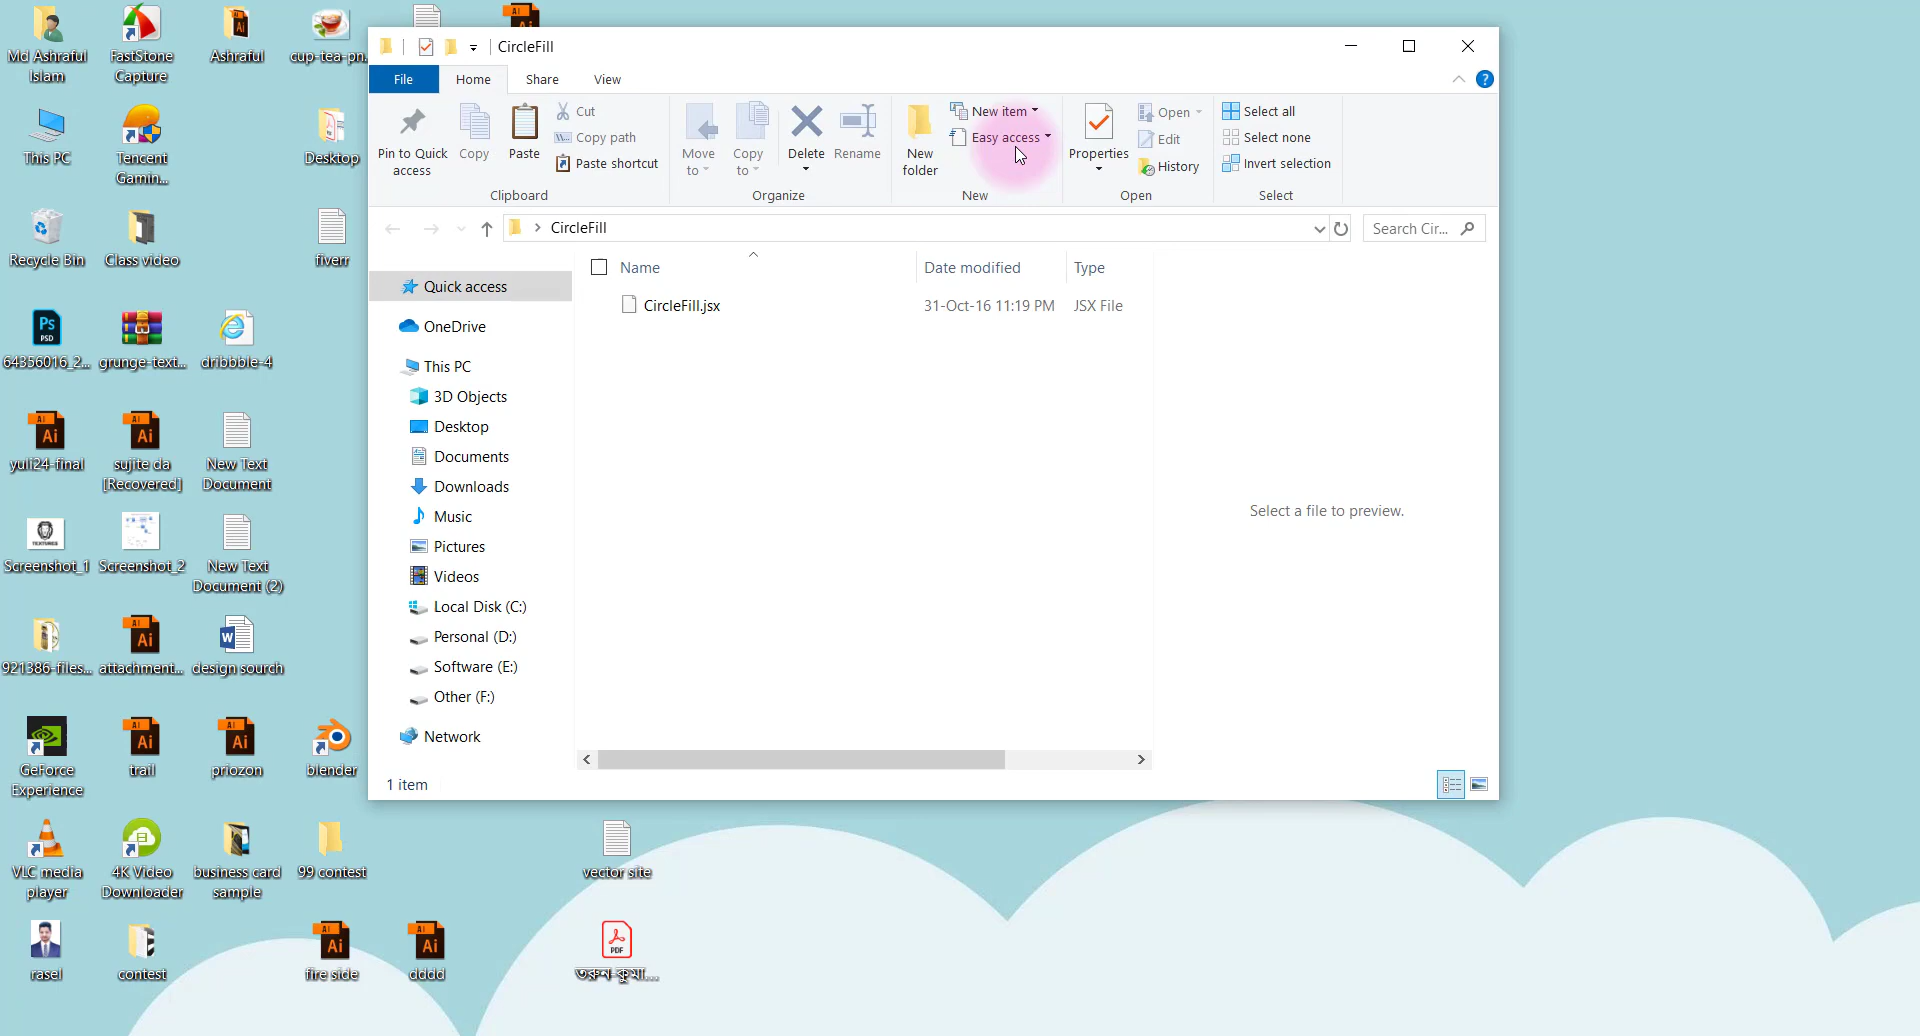 CircleFill
File
Home
Share
View
Pin to Quick
access
Copy
Paste
Cut
Copy path
Paste shortcut
Clipboard
Move
to
Copy
to
Delete
Rename
Organize
New
folder
New item
Easy access
New
Properties
Open
Edit
History
Open
Select all
Select none
Invert selection
Select
CircleFill
Search Cir...
Name
Date modified
Type
CircleFill.jsx
31-Oct-16 11:19 PM
JSX File
Quick access
OneDrive
This PC
3D Objects
Desktop
Documents
Downloads
Music
Pictures
Videos
Local Disk (C:)
Personal (D:)
Software (E:)
Other (F:)
Network
Select a file to preview.
1 item
Md Ashraful
Islam
FastStone
Capture
Ashraful
cup-tea-pn
This PC
Tencent
Gamin...
Desktop
Recycle Bin
Class video
fiverr
64356016_2...
grunge-text...
dribbble-4
yuli24-final
sujite da
[Recovered]
New Text
Document
Screenshot_1
Screenshot_2
New Text
Document (2)
921386-files...
attachment...
design sourch
GeForce
Experience
trail
priozon
blender
VLC media
player
4K Video
Downloader
business card
sample
99 contest
vector site
rasel
contest
fire side
dddd
তরুন-কুমা....